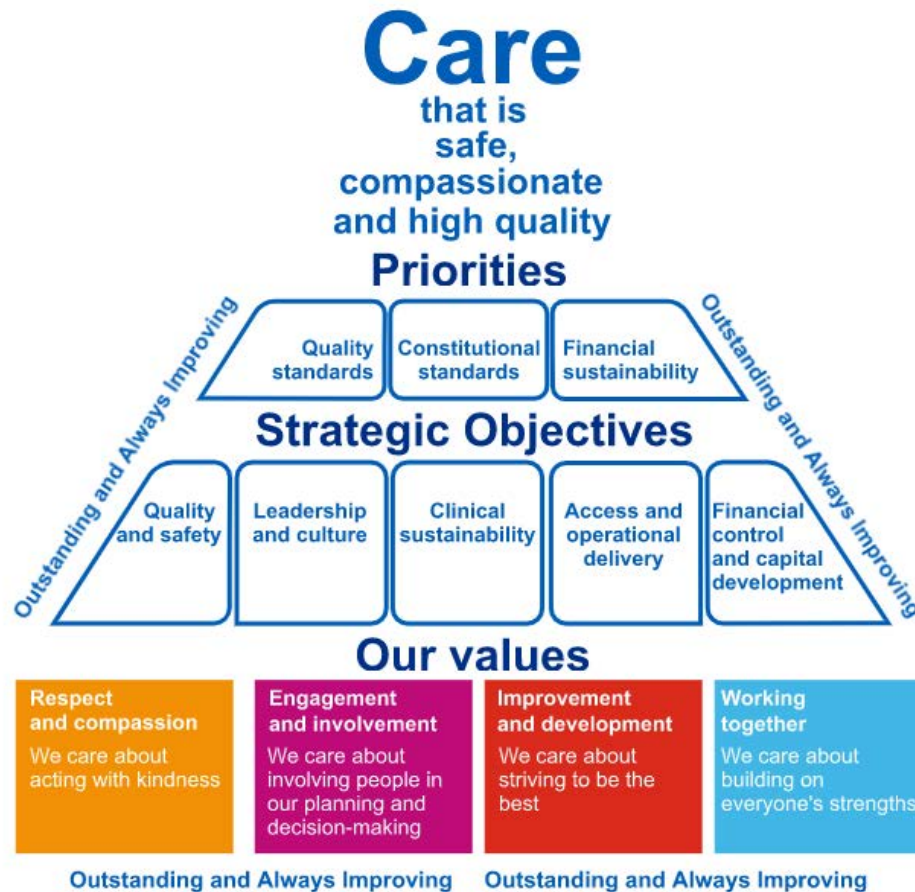 Care
that is
safe,
compassionate
and high quality
Priorities
Outstanding and Always Improving
Quality
standards
Constitutional
standards
Financial
sustainability
Outstanding and Always Improving
Strategic Objectives
Quality
and safety
Leadership
and culture
Clinical
sustainability
Access and
operational
delivery
Financial
control
and capital
development
Our values
Respect
and compassion
We care about
acting with kindness
Engagement
and involvement
We care about
involving people in
our planning and
decision-making
Improvement
and development
We care about
striving to be the
best
Working
together
We care about
building on
everyone's strengths
Outstanding and Always Improving
Outstanding and Always Improving